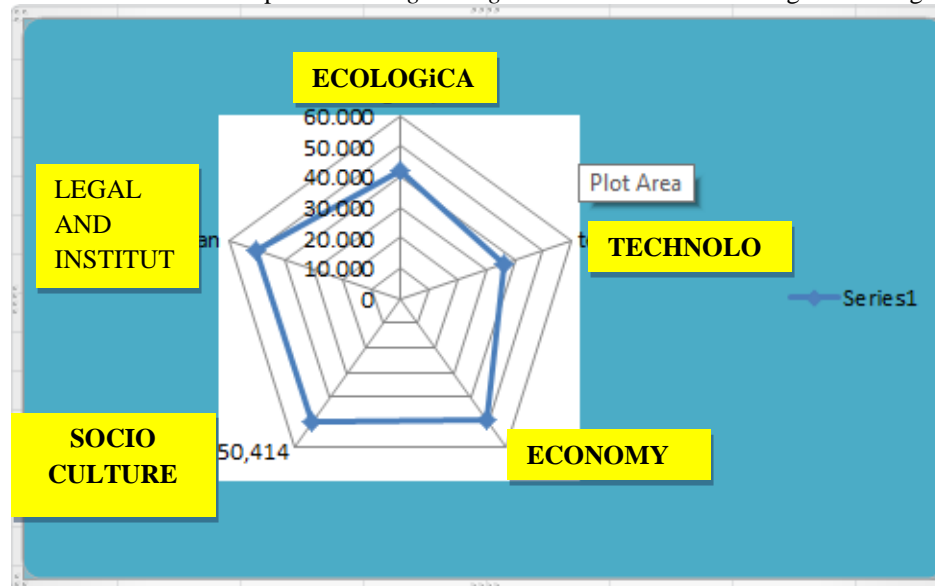 ECOLOGiCA
60.000
50.000
40.000
30.000
20.000
10.000
0
Plot Area
LEGAL
AND
INSTITUT
an
TECHNOLO
Series1
SOCIO
CULTURE
50,414
ECONOMY